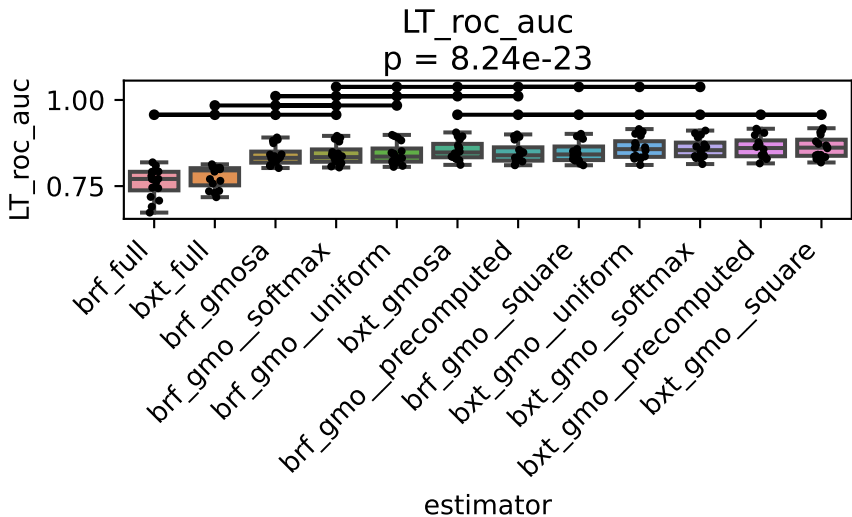 LT_roc_auc
p = 8.24e-23
LT_roc_auc
1.00
0.75
brf_full
bxt_full
brf_gmosa
brf_gmo__softmax
brf_gmo__uniform
bxt_gmosa
brf_gmo__precomputed
brf_gmo__square
bxt_gmo__uniform
bxt_gmo__softmax
bxt_gmo__precomputed
bxt_gmo__square
estimator